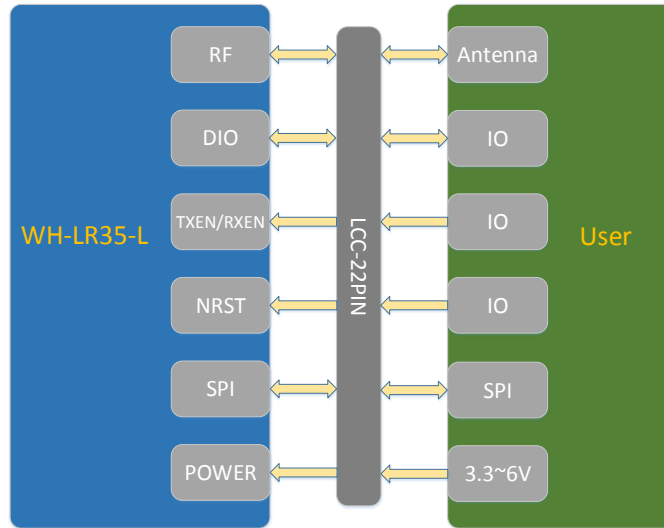 RF
Antenna
DIO
IO
WH-LR35-L
TXEN/RXEN
LCC-22PIN
IO
User
NRST
IO
SPI
SPI
POWER
3.3~6V